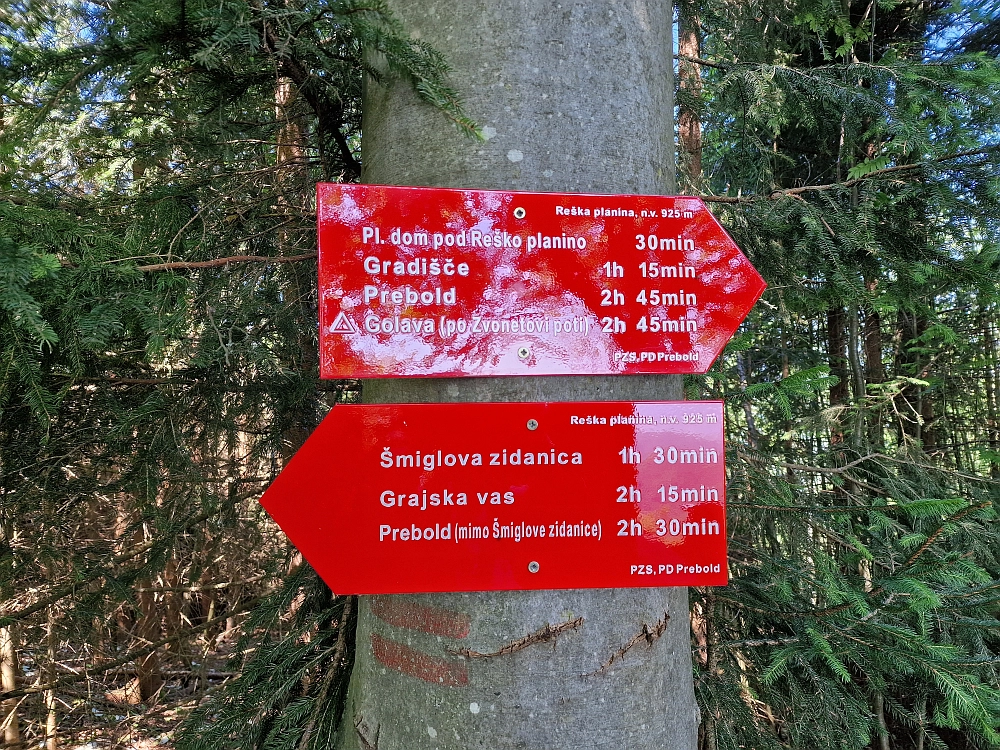 Reška planina, n.v. 925 m
Pl. dom pod Reško planino 30min
Gradišče 1h 15min
Prebold 2h 45min
Golava (po Zvonetovi poti) 2h 45min
PZS, PD Prebold
Reška planina, n.v. 925 m
Šmiglova zidanica 1h 30min
Grajska vas 2h 15min
Prebold (mimo Šmiglove zidanice) 2h 30min
PZS, PD Prebold